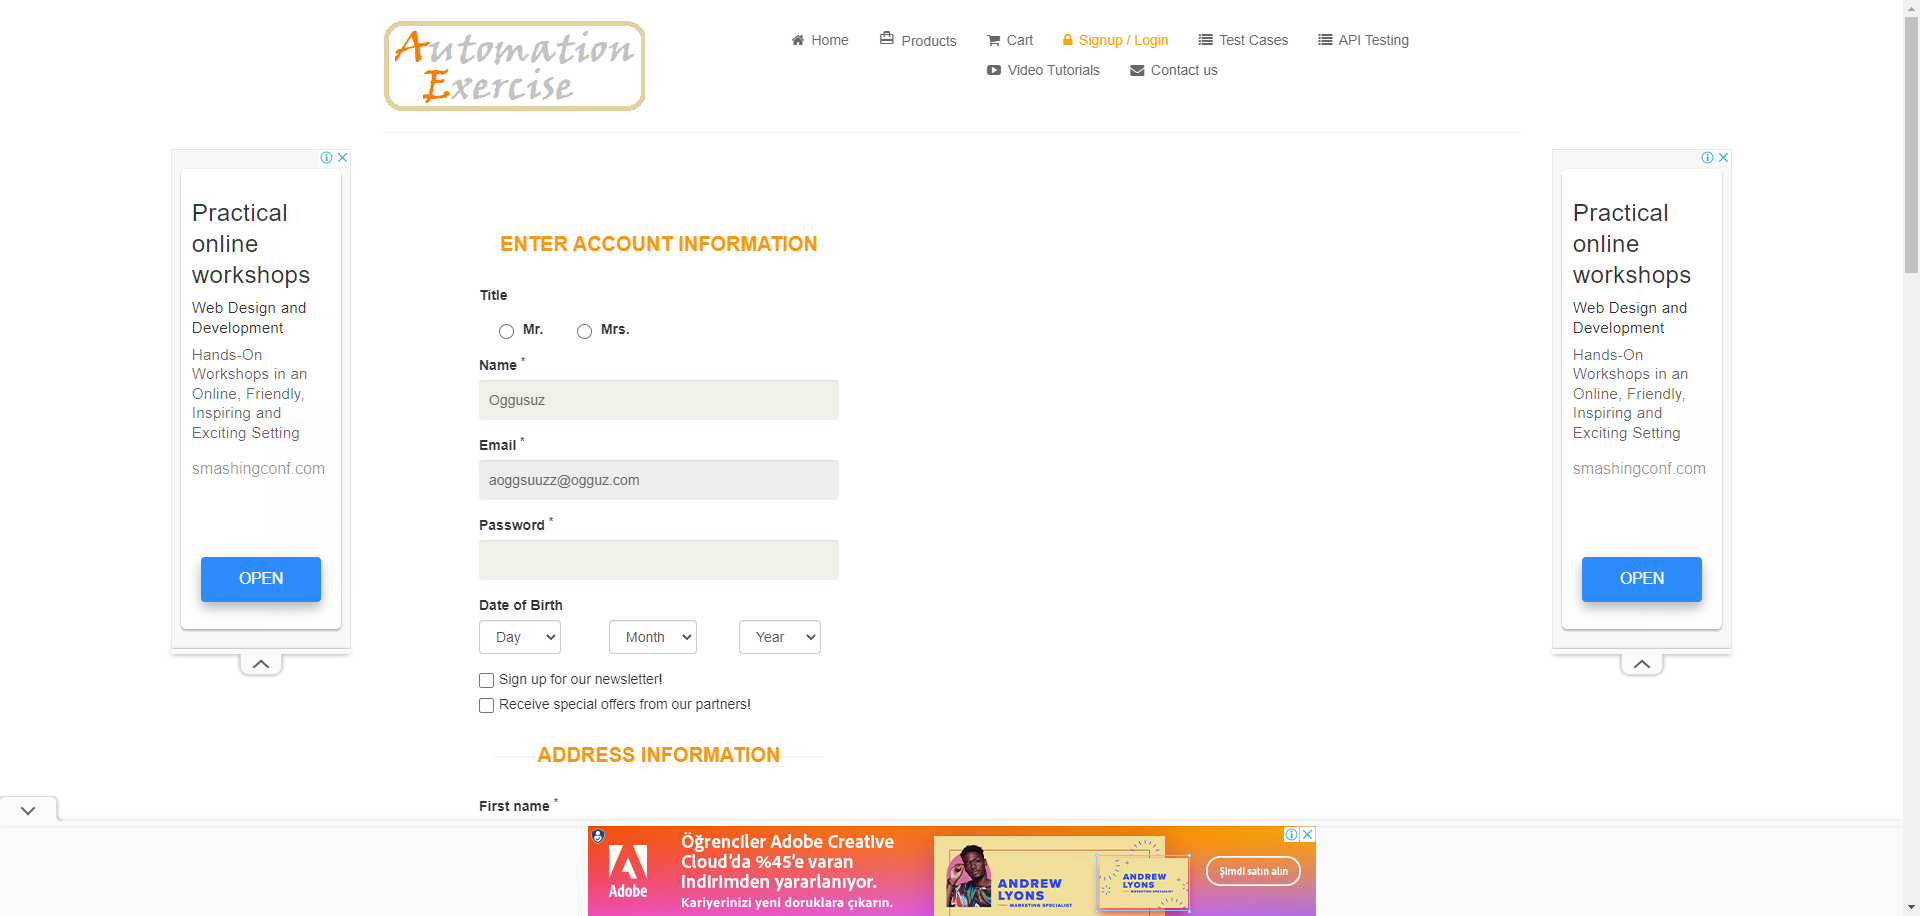 Automation
Exercise
Home
Products
Cart
Signup / Login
Test Cases
API Testing
Video Tutorials
Contact us
Practical
online
workshops
Web Design and
Development
Hands-On
Workshops in an
Online, Friendly,
Inspiring and
Exciting Setting
smashingconf.com
OPEN
ENTER ACCOUNT INFORMATION
Title
Mr.
Mrs.
Name *
Oggusuz
Email *
aoggsuuzz@ogguz.com
Password *
Date of Birth
Day
Month
Year
Sign up for our newsletter!
Receive special offers from our partners!
ADDRESS INFORMATION
First name *
Practical
online
workshops
Web Design and
Development
Hands-On
Workshops in an
Online, Friendly,
Inspiring and
Exciting Setting
smashingconf.com
OPEN
Adobe
Öğrenciler Adobe Creative
Cloud'da %45'e varan
indirimden yararlanıyor.
Kariyerinizi yeni doruklara çıkarın.
ANDREW
LYONS
MARKETING SPECIALIST
ANDREW
LYONS
MARKETING SPECIALIST
Şimdi satın alın